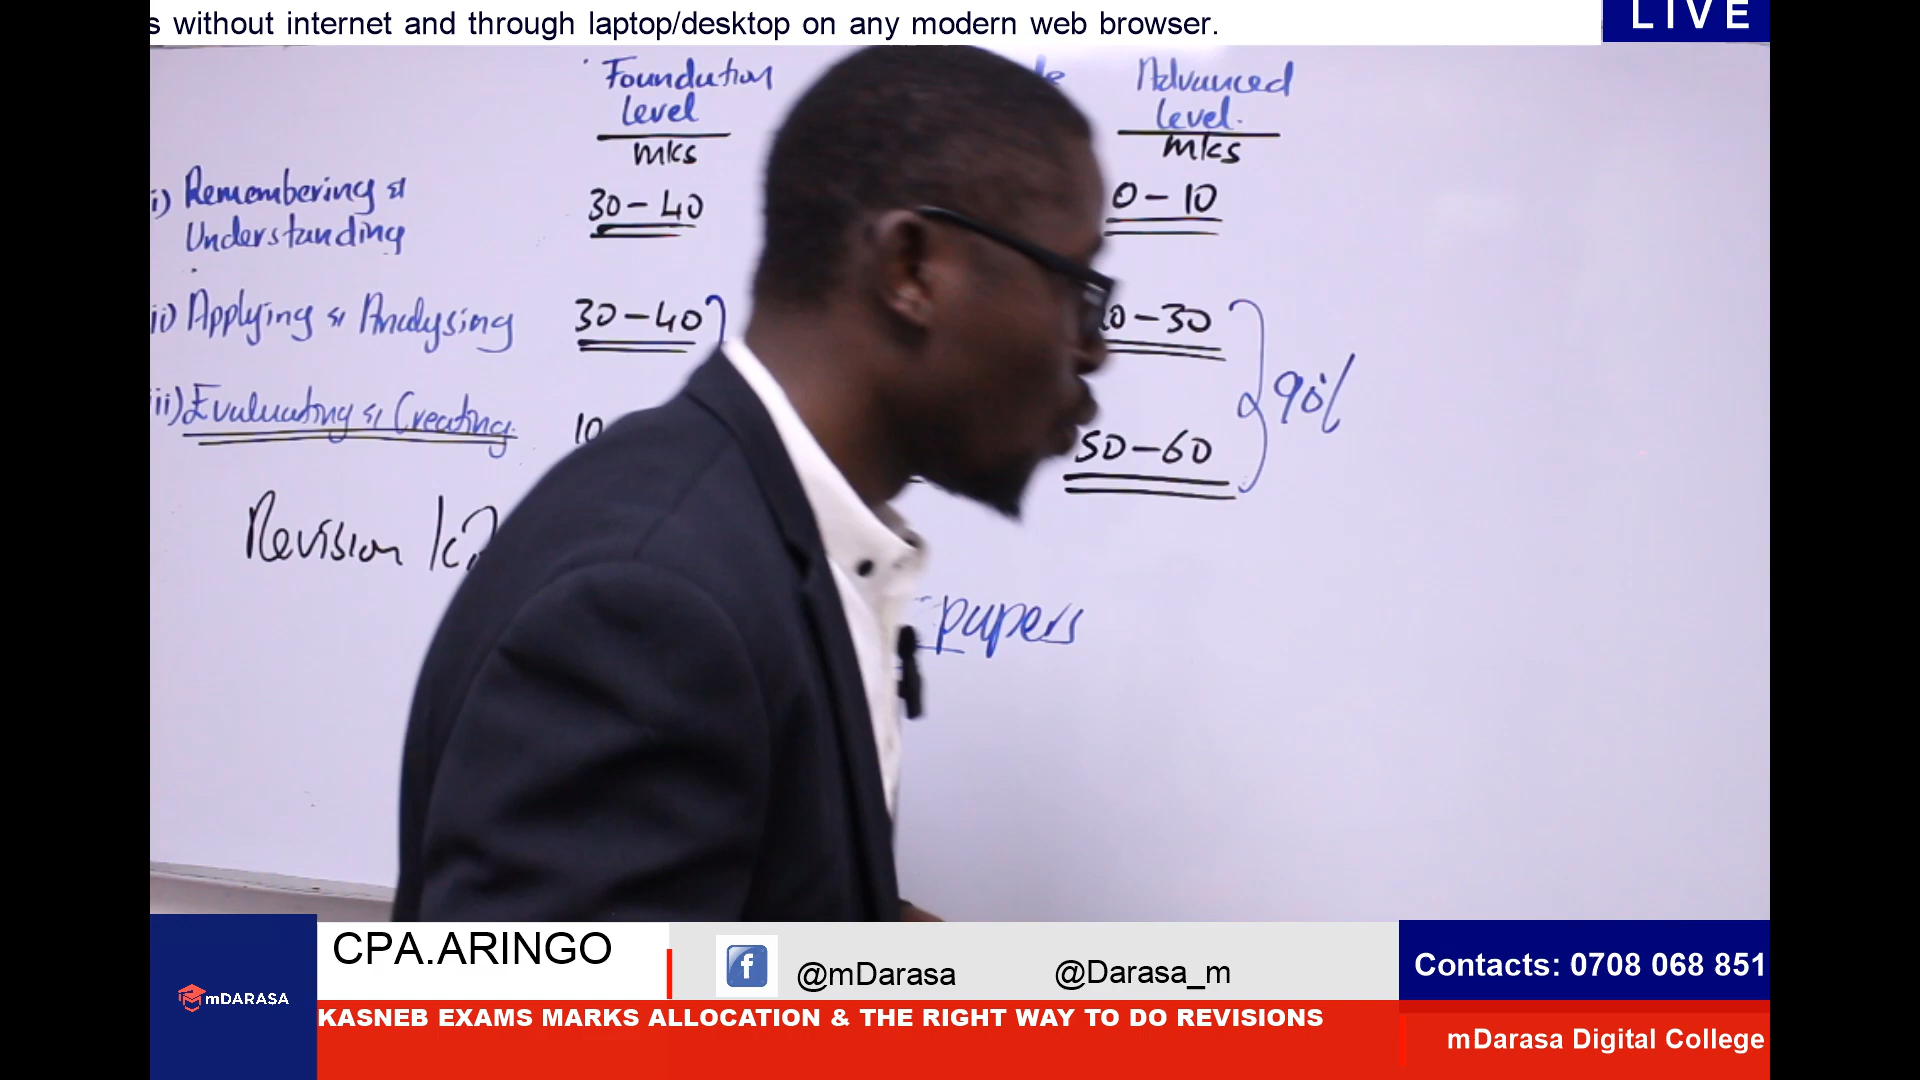 s without internet and through laptop/desktop on any modern web browser.
LIVE
Foundation
Level
mks
Advanced
Level.
mks
i) Remembering &
Understanding
30-40
0-10
ii) Applying & Analysing
30-40
0-30
90%
iii) Evaluating & Creating
10
50-60
Revision
papers
CPA.ARINGO
f
@mDarasa
@Darasa_m
Contacts: 0708 068 851
mDARASA
KASNEB EXAMS MARKS ALLOCATION & THE RIGHT WAY TO DO REVISIONS
mDarasa Digital College